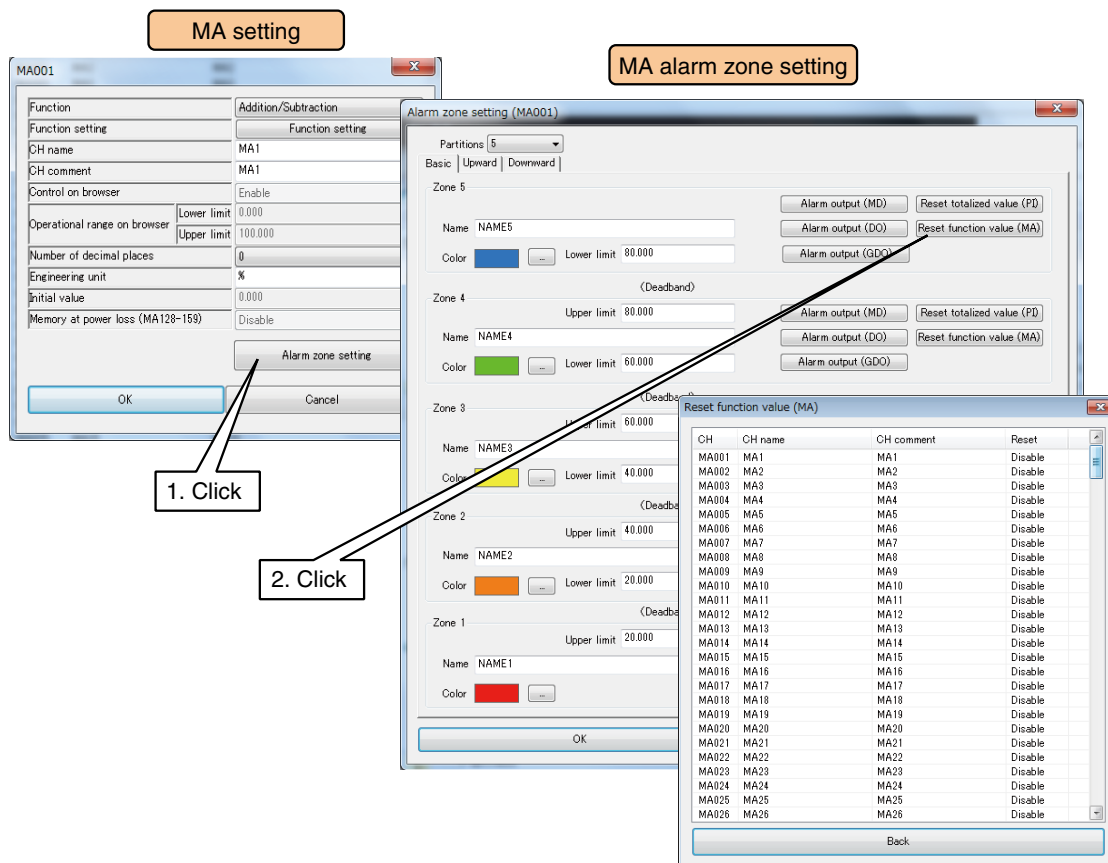 MA setting
MA001
Function Addition/Subtraction
Function setting Function setting
CH name MA1
CH comment MA1
Control on browser Enable
Operational range on browser Lower limit 0.000
Upper limit 100.000
Number of decimal places 0
Engineering unit %
Initial value 0.000
Memory at power loss (MA128-159) Disable
Alarm zone setting
OK Cancel
1. Click
MA alarm zone setting
Alarm zone setting (MA001)
Partitions 5
Basic Upward Downward
Zone 5
Alarm output (MD) Reset totalized value (PI)
Name NAME5 Alarm output (DO) Reset function value (MA)
Color ... Lower limit 80.000 Alarm output (GDO)
(Deadband)
Zone 4
Upper limit 80.000 Alarm output (MD) Reset totalized value (PI)
Name NAME4 Alarm output (DO) Reset function value (MA)
Color ... Lower limit 60.000 Alarm output (GDO)
(Deadband)
Zone 3
Upper limit 60.000
Name NAME3
Color ... Lower limit 40.000
(Deadba
Zone 2
Upper limit 40.000
Name NAME2
Color ... Lower limit 20.000
(Deadba
Zone 1
Upper limit 20.000
Name NAME1
Color ...
OK
2. Click
Reset function value (MA)
CH CH name CH comment Reset
MA001 MA1 MA1 Disable
MA002 MA2 MA2 Disable
MA003 MA3 MA3 Disable
MA004 MA4 MA4 Disable
MA005 MA5 MA5 Disable
MA006 MA6 MA6 Disable
MA007 MA7 MA7 Disable
MA008 MA8 MA8 Disable
MA009 MA9 MA9 Disable
MA010 MA10 MA10 Disable
MA011 MA11 MA11 Disable
MA012 MA12 MA12 Disable
MA013 MA13 MA13 Disable
MA014 MA14 MA14 Disable
MA015 MA15 MA15 Disable
MA016 MA16 MA16 Disable
MA017 MA17 MA17 Disable
MA018 MA18 MA18 Disable
MA019 MA19 MA19 Disable
MA020 MA20 MA20 Disable
MA021 MA21 MA21 Disable
MA022 MA22 MA22 Disable
MA023 MA23 MA23 Disable
MA024 MA24 MA24 Disable
MA025 MA25 MA25 Disable
MA026 MA26 MA26 Disable
Back